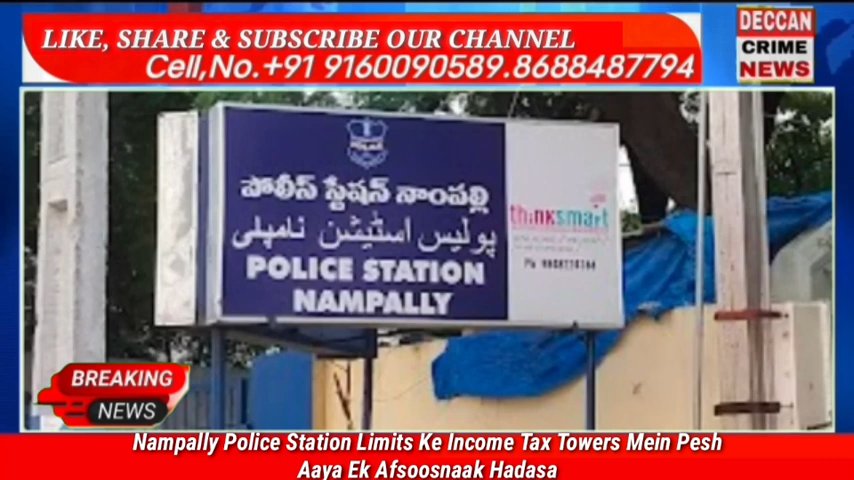 LIKE, SHARE & SUBSCRIBE OUR CHANNEL
Cell,No.+91 9160090589.8688487794
DECCAN
CRIME
NEWS
పోలీస్ స్టేషన్ నాంపల్లి
پولیس اسٹیشن نامپلی
POLICE STATION
NAMPALLY
thinksmart
BREAKING
NEWS
Nampally Police Station Limits Ke Income Tax Towers Mein Pesh
Aaya Ek Afsoosnaak Hadasa